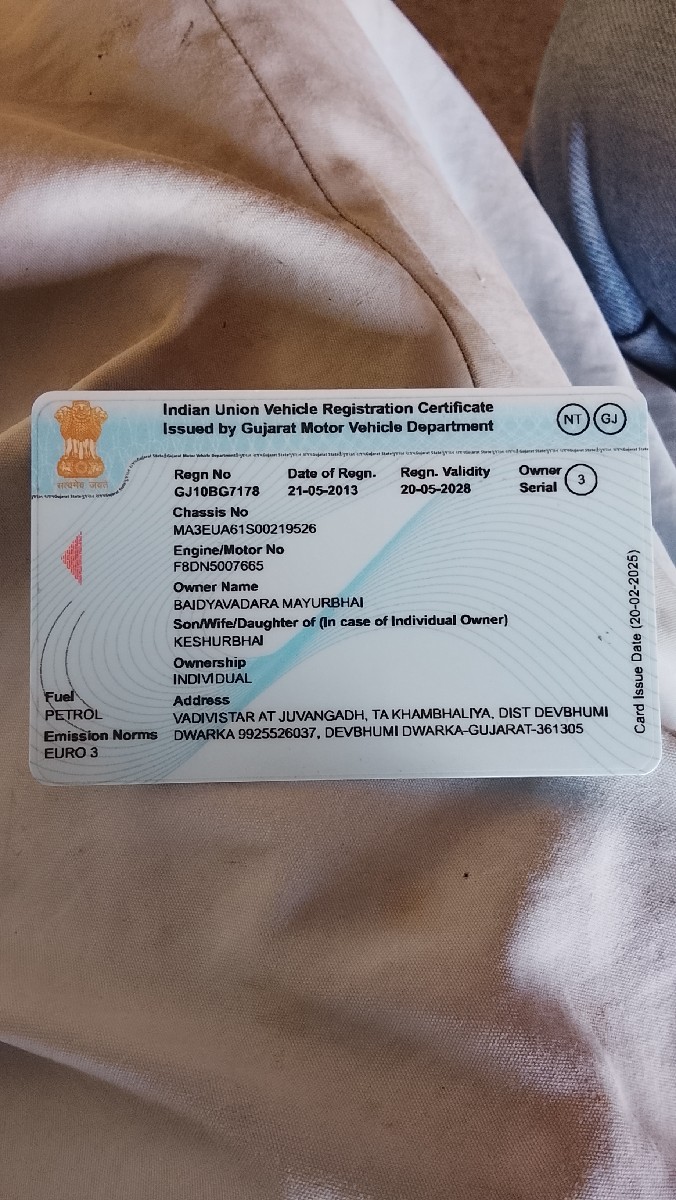 Indian Union Vehicle Registration Certificate
Issued by Gujarat Motor Vehicle Department
NT GJ
सत्यमेव जयते
Regn No Date of Regn. Regn. Validity Owner Serial 3
GJ10BG7178 21-05-2013 20-05-2028
Chassis No
MA3EUA61S00219526
Engine/Motor No
F8DN5007665
Owner Name
BAIDYAVADARA MAYURBHAI
Son/Wife/Daughter of (In case of Individual Owner)
KESHURBHAI
Ownership
INDIVIDUAL
Fuel
PETROL
Emission Norms
EURO 3
Address
VADIVISTAR AT JUVANGADH, TA KHAMBHALIYA, DIST DEVBHUMI
DWARKA 9925526037, DEVBHUMI DWARKA-GUJARAT-361305
Card Issue Date (20-02-2025)